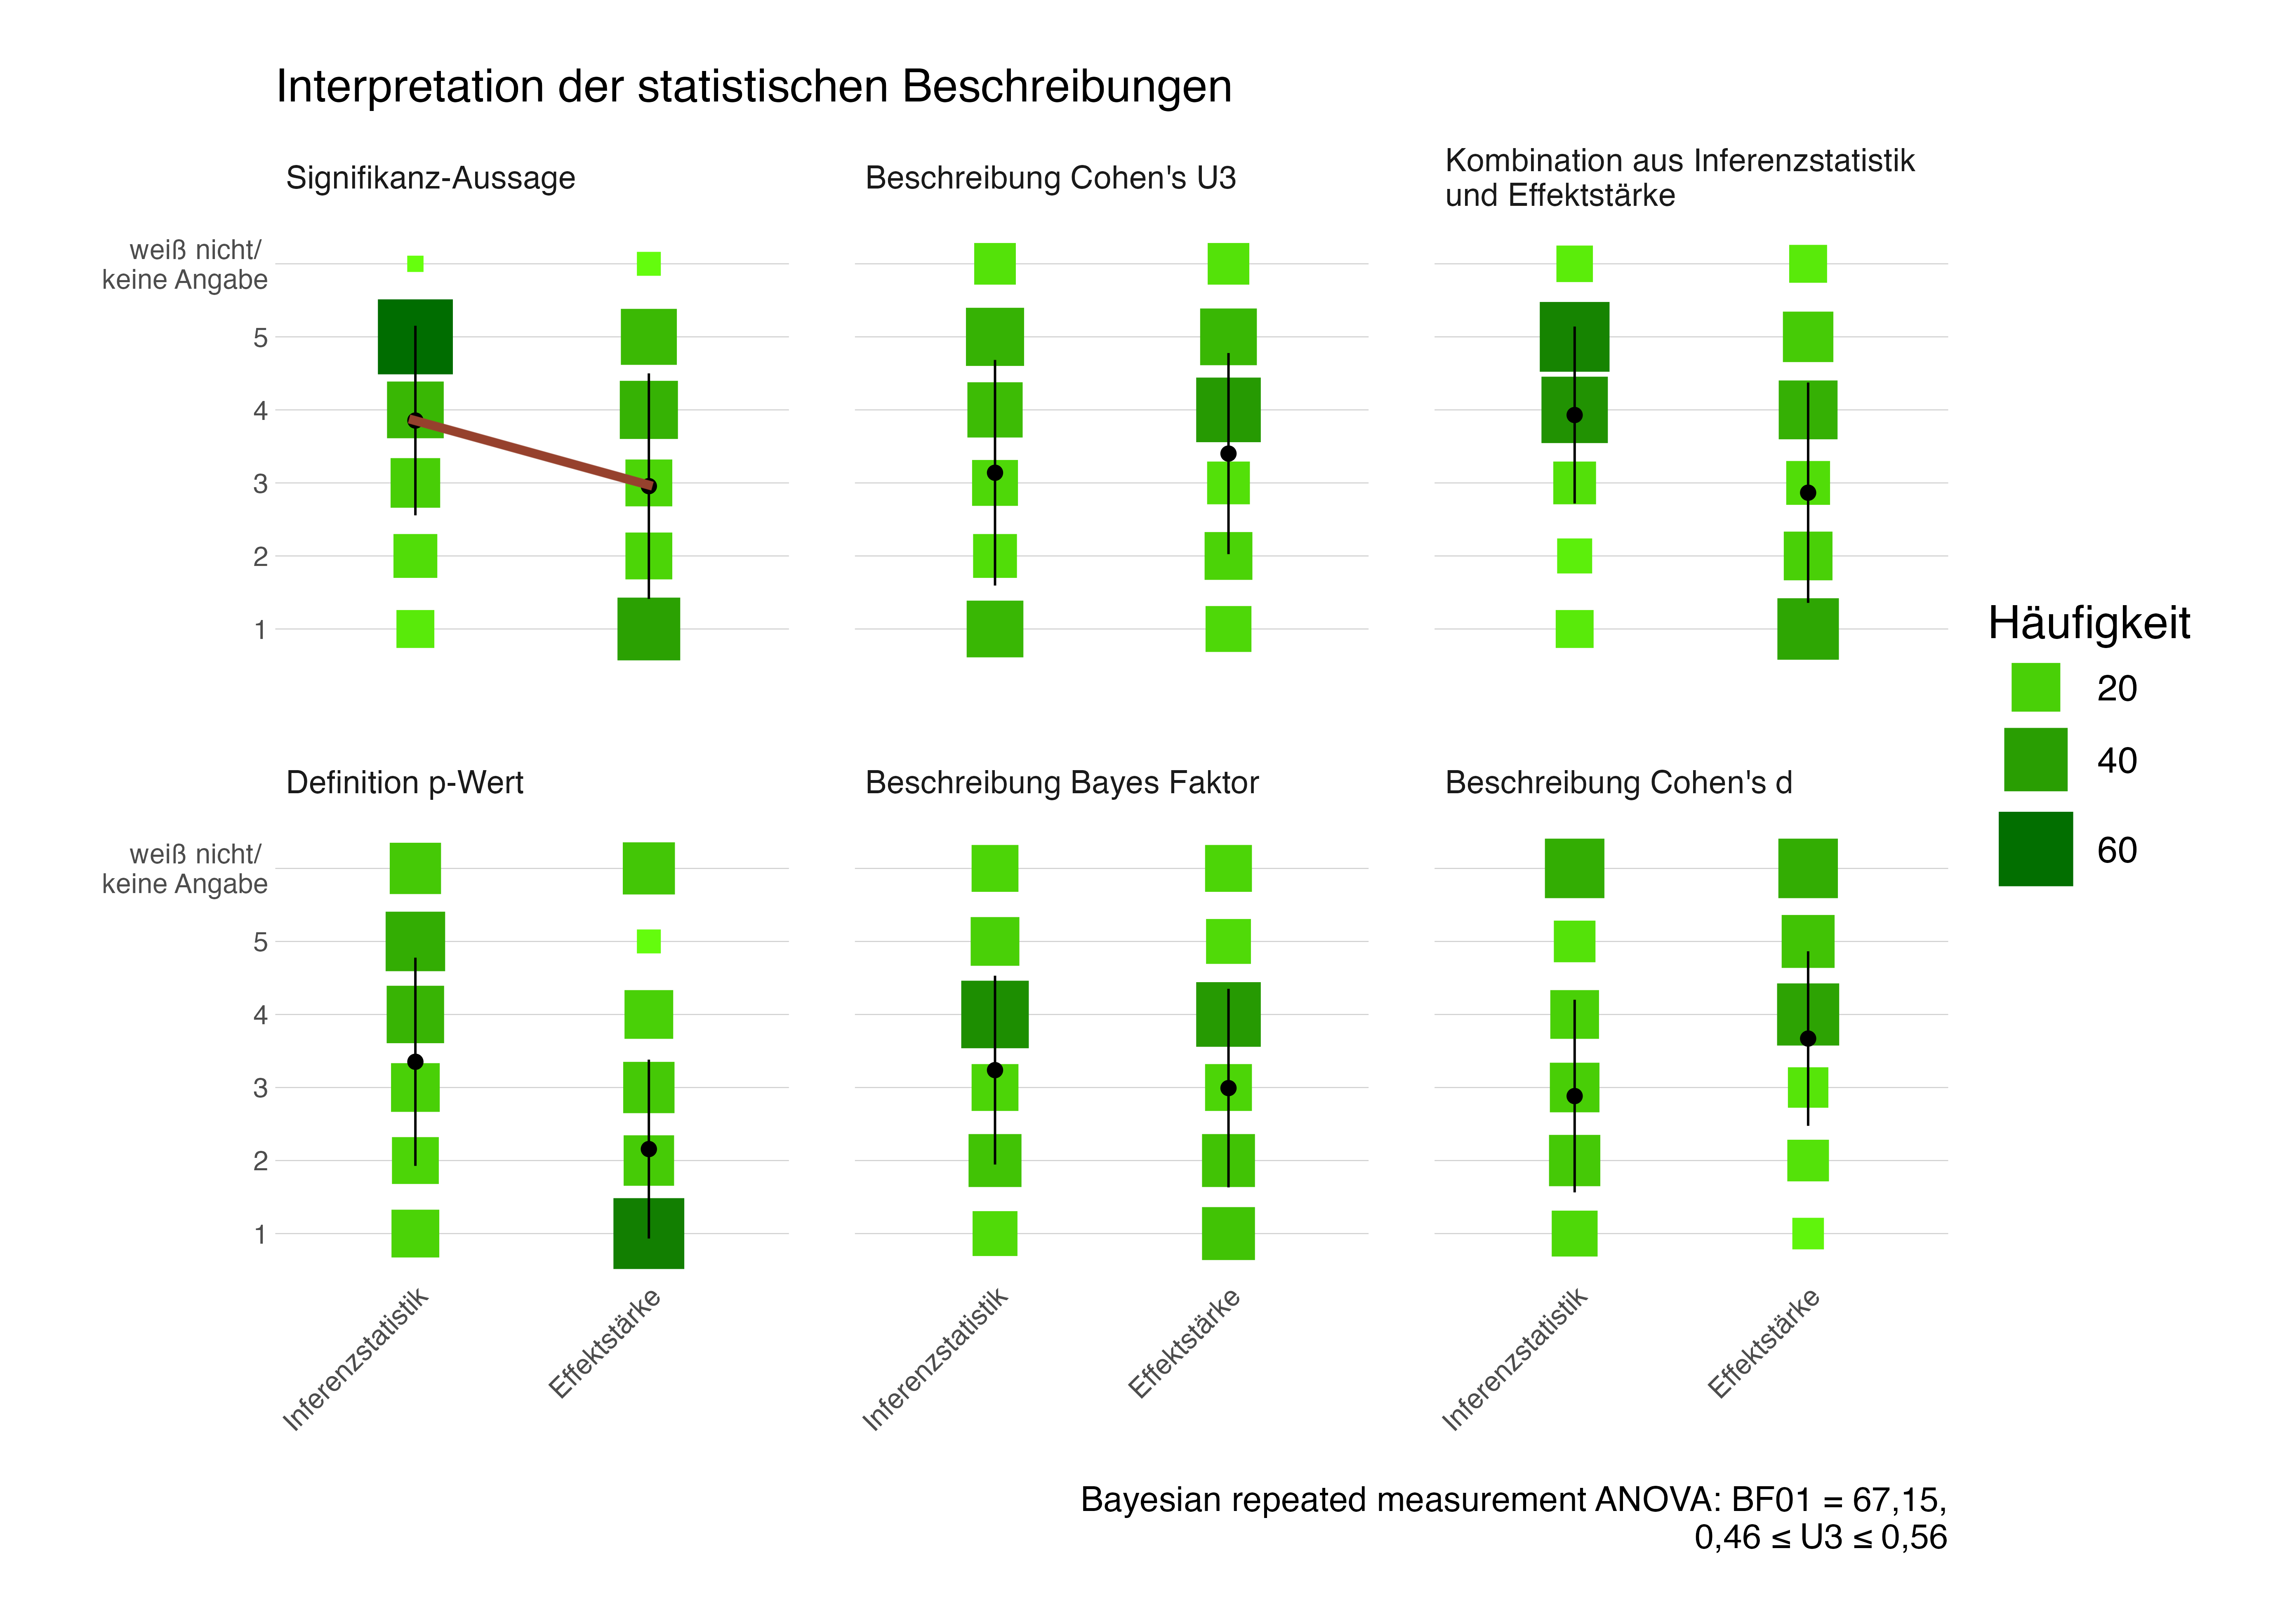 Interpretation der statistischen Beschreibungen
Signifikanz-Aussage
Beschreibung Cohen's U3
Kombination aus Inferenzstatistik
und Effektstärke
weiß nicht/
keine Angabe
5
4
3
2
1
Häufigkeit
20
40
60
Definition p-Wert
Beschreibung Bayes Faktor
Beschreibung Cohen's d
weiß nicht/
keine Angabe
5
4
3
2
1
Inferenzstatistik
Effektstärke
Inferenzstatistik
Effektstärke
Inferenzstatistik
Effektstärke
Bayesian repeated measurement ANOVA: BF01 = 67,15,
0,46 ≤ U3 ≤ 0,56